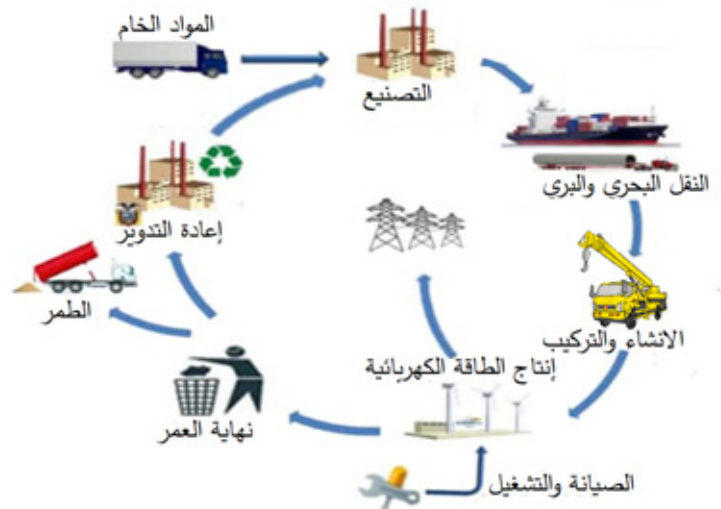 المواد الخام
التصنيع
النقل البحري والبري
الانشاء والتركيب
إنتاج الطاقة الكهربائية
الصيانة والتشغيل
نهاية العمر
الطمر
إعادة التدوير